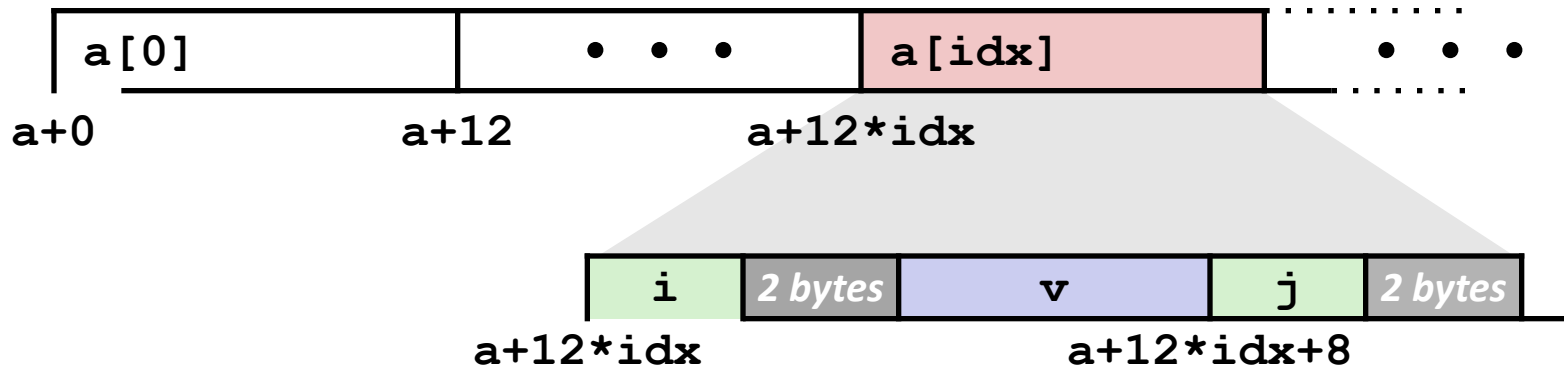 a[0] • • • a[idx] • • •
a+0 a+12 a+12*idx
i 2 bytes v j 2 bytes
a+12*idx a+12*idx+8